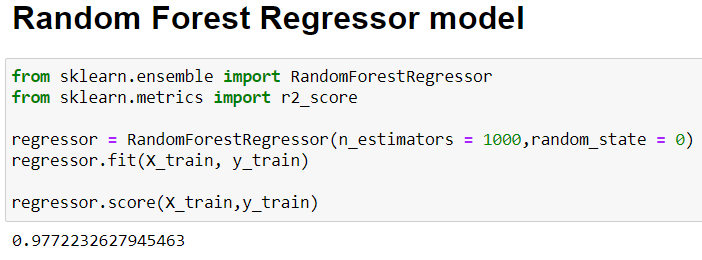 Random Forest Regressor model
from sklearn.ensemble import RandomForestRegressor
from sklearn.metrics import r2_score
regressor = RandomForestRegressor(n_estimators = 1000,random_state = 0)
regressor.fit(X_train, y_train)
regressor.score(X_train,y_train)
0.9772232627945463